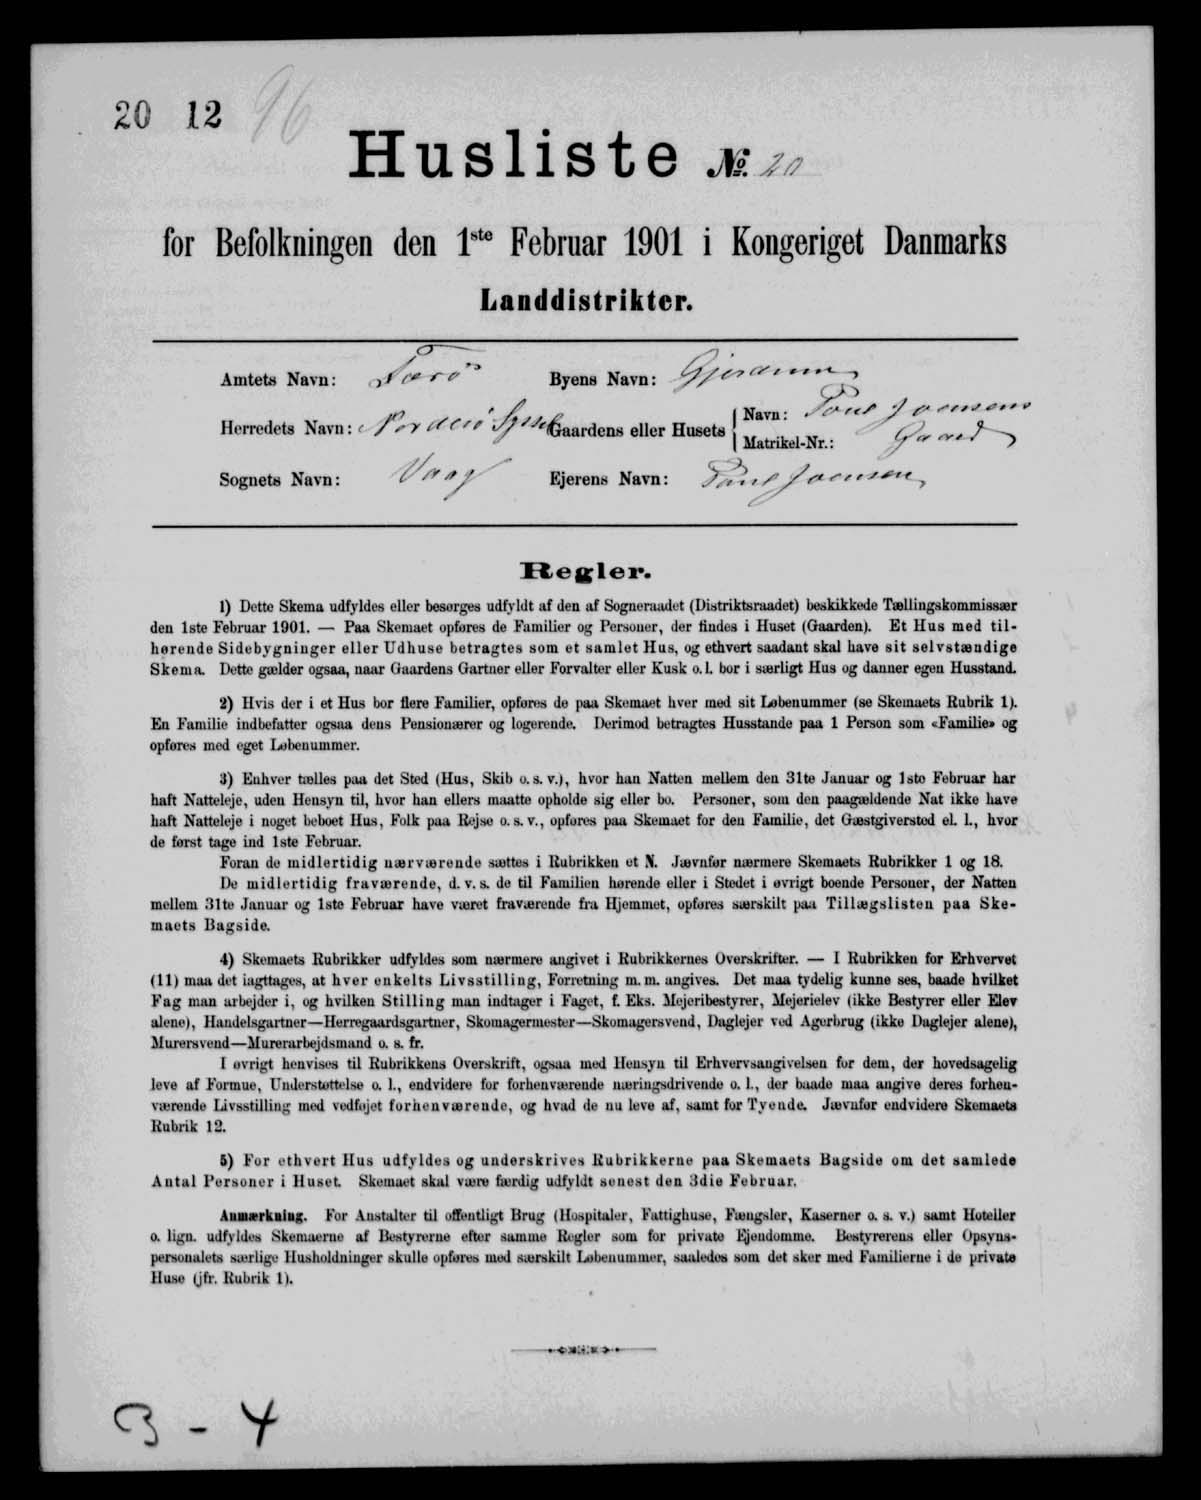 20 12 96
Husliste No. 20
for Befolkningen den 1ste Februar 1901 i Kongeriget Danmarks
Landdistrikter.
Amtets Navn: Færø Byens Navn:
Herredets Navn: Norderø Syssel Gaardens eller Husets Navn: Poul Joensens
Matrikel-Nr.: Gaard
Sognets Navn: Vaag Ejerens Navn: Poul Joensen
Regler.
1) Dette Skema udfyldes eller besørges udfyldt af den af Sogneraadet (Distriktsraadet) beskikkede Tællingskommissær
den 1ste Februar 1901. — Paa Skemaet opføres de Familier og Personer, der findes i Huset (Gaarden). Et Hus med til-
hørende Sidebygninger eller Udhuse betragtes som et samlet Hus, og ethvert saadant skal have sit selvstændige
Skema. Dette gælder ogsaa, naar Gaardens Gartner eller Forvalter eller Kusk o. l. bor i særligt Hus og danner egen Husstand.
2) Hvis der i et Hus bor flere Familier, opføres de paa Skemaet hver med sit Løbenummer (se Skemaets Rubrik 1).
En Familie indbefatter ogsaa dens Pensionærer og logerende. Derimod betragtes Husstande paa 1 Person som «Familie» og
opføres med eget Løbenummer.
3) Enhver tælles paa det Sted (Hus, Skib o. s. v.), hvor han Natten mellem den 31te Januar og 1ste Februar har
haft Natteleje, uden Hensyn til, hvor han ellers maatte opholde sig eller bo. Personer, som den paagældende Nat ikke have
haft Natteleje i noget beboet Hus, Folk paa Rejse o. s. v., opføres paa Skemaet for den Familie, det Gæstgiversted el. l., hvor
de først tage ind 1ste Februar.
Foran de midlertidig nærværende sættes i Rubrikken et N. Jævnfør nærmere Skemaets Rubrikker 1 og 18.
De midlertidig fraværende, d. v. s. de til Familien hørende eller i Stedet i øvrigt boende Personer, der Natten
mellem 31te Januar og 1ste Februar have været fraværende fra Hjemmet, opføres særskilt paa Tillægslisten paa Ske-
maets Bagside.
4) Skemaets Rubrikker udfyldes som nærmere angivet i Rubrikkernes Overskrifter. — I Rubrikken for Erhvervet
(11) maa det iagttages, at hver enkelts Livsstilling, Forretning m. m. angives. Det maa tydelig kunne ses, baade hvilket
Fag man arbejder i, og hvilken Stilling man indtager i Faget, f. Eks. Mejeribestyrer, Mejerielev (ikke Bestyrer eller Elev
alene), Handelsgartner—Herregaardsgartner, Skomagermester—Skomagersvend, Daglejer ved Agerbrug (ikke Daglejer alene),
Murersvend—Murerarbejdsmand o. s. fr.
I øvrigt henvises til Rubrikkens Overskrift, ogsaa med Hensyn til Erhvervsangivelsen for dem, der hovedsagelig
leve af Formue, Understøttelse o. l., endvidere for forhenværende næringsdrivende o. l., der baade maa angive deres forhen-
værende Livsstilling med vedføjet forhenværende, og hvad de nu leve af, samt for Tyende. Jævnfør endvidere Skemaets
Rubrik 12.
5) For ethvert Hus udfyldes og underskrives Rubrikkerne paa Skemaets Bagside om det samlede
Antal Personer i Huset. Skemaet skal være færdig udfyldt senest den 3die Februar.
Anmærkning. For Anstalter til offentligt Brug (Hospitaler, Fattighuse, Fængsler, Kaserner o. s. v.) samt Hoteller
o. lign. udfyldes Skemaerne af Bestyrerne efter samme Regler som for private Ejendomme. Bestyrerens eller Opsyns-
personalets særlige Husholdninger skulle opføres med særskilt Løbenummer, saaledes som det sker med Familierne i de private
Huse (jfr. Rubrik 1).
3 - 4